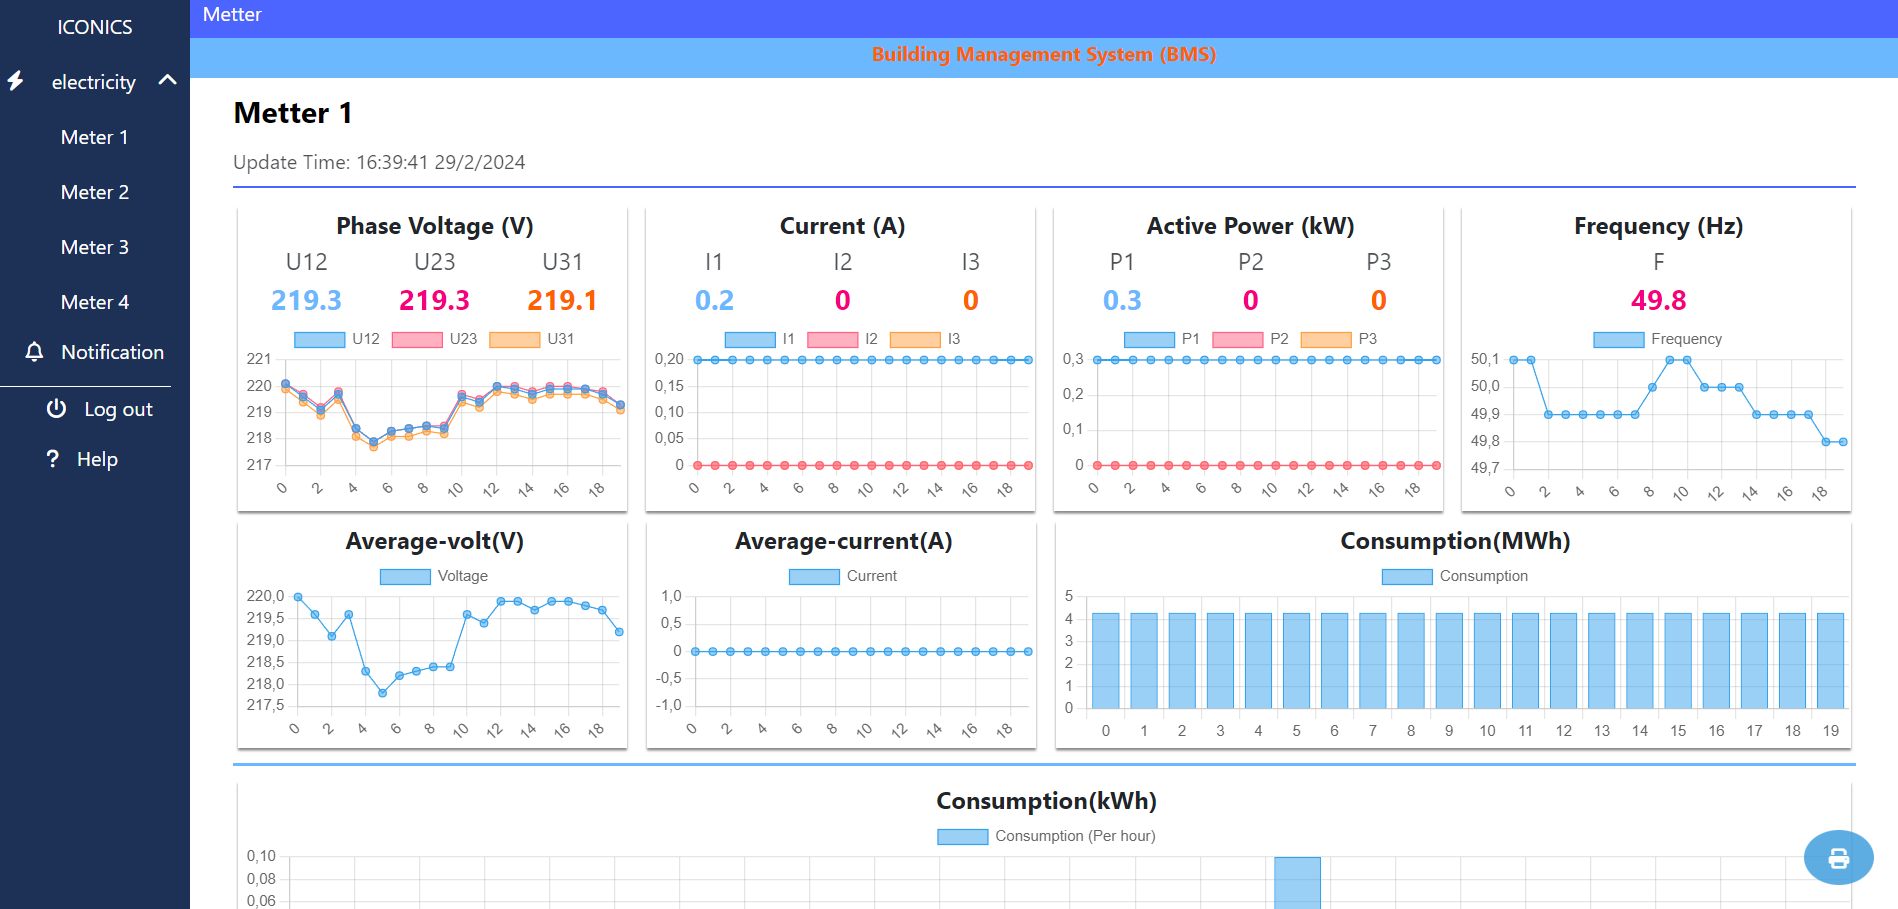 ICONICS
electricity
Meter 1
Meter 2
Meter 3
Meter 4
Notification
Log out
Help
Metter
Building Management System (BMS)
Metter 1
Update Time: 16:39:41 29/2/2024
Phase Voltage (V)
U12 U23 U31
219.3 219.3 219.1
U12 U23 U31
221
220
219
218
217
0 2 4 6 8 10 12 14 16 18
Current (A)
I1 I2 I3
0.2 0 0
I1 I2 I3
0,20
0,15
0,10
0,05
0
0 2 4 6 8 10 12 14 16 18
Active Power (kW)
P1 P2 P3
0.3 0 0
P1 P2 P3
0,3
0,2
0,1
0
0 2 4 6 8 10 12 14 16 18
Frequency (Hz)
F
49.8
Frequency
50,1
50,0
49,9
49,8
49,7
0 2 4 6 8 10 12 14 16 18
Average-volt(V)
Voltage
220,0
219,5
219,0
218,5
218,0
217,5
0 2 4 6 8 10 12 14 16 18
Average-current(A)
Current
1,0
0,5
0
-0,5
-1,0
0 2 4 6 8 10 12 14 16 18
Consumption(MWh)
Consumption
5
4
3
2
1
0
0 1 2 3 4 5 6 7 8 9 10 11 12 13 14 15 16 17 18 19
Consumption(kWh)
Consumption (Per hour)
0,10
0,08
0,06